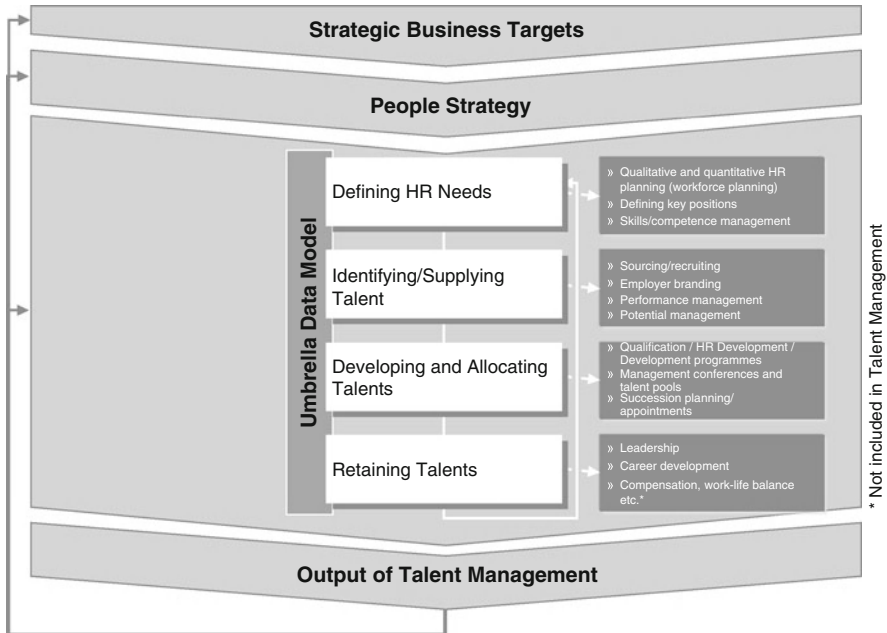 Strategic Business Targets
People Strategy
Umbrella Data Model
Defining HR Needs
» Qualitative and quantitative HR
planning (workforce planning)
» Defining key positions
» Skills/competence management
Identifying/Supplying
Talent
» Sourcing/recruiting
» Employer branding
» Performance management
» Potential management
Developing and Allocating
Talents
» Qualification / HR Development /
Development programmes
» Management conferences and
talent pools
» Succession planning/
appointments
Retaining Talents
» Leadership
» Career development
» Compensation, work-life balance
etc.*
* Not included in Talent Management
Output of Talent Management